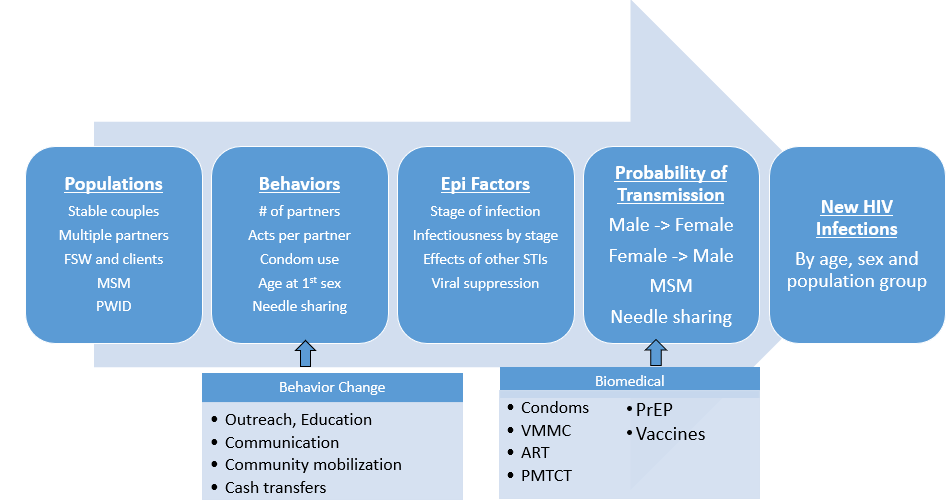 Populations
Stable couples
Multiple partners
FSW and clients
MSM
PWID
Behaviors
# of partners
Acts per partner
Condom use
Age at 1st sex
Needle sharing
Epi Factors
Stage of infection
Infectiousness by stage
Effects of other STIs
Viral suppression
Probability of
Transmission
Male -> Female
Female -> Male
MSM
Needle sharing
New HIV
Infections
By age, sex and
population group
Behavior Change
• Outreach, Education
• Communication
• Community mobilization
• Cash transfers
Biomedical
• Condoms
• VMMC
• ART
• PMTCT
• PrEP
• Vaccines